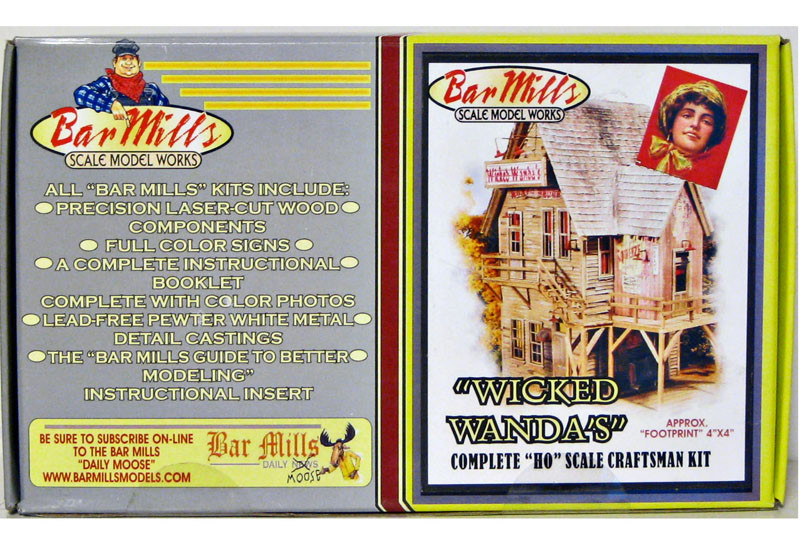 Bar Mills
SCALE MODEL WORKS
ALL "BAR MILLS" KITS INCLUDE:
PRECISION LASER-CUT WOOD
COMPONENTS
FULL COLOR SIGNS
A COMPLETE INSTRUCTIONAL
BOOKLET
COMPLETE WITH COLOR PHOTOS
LEAD-FREE PEWTER WHITE METAL
DETAIL CASTINGS
THE "BAR MILLS GUIDE TO BETTER
MODELING"
INSTRUCTIONAL INSERT
BE SURE TO SUBSCRIBE ON-LINE
TO THE BAR MILLS
"DAILY MOOSE"
WWW.BARMILLSMODELS.COM
Bar Mills
DAILY NEWS
MOOSE
Bar Mills
SCALE MODEL WORKS
Wicked Wanda's
"WICKED
WANDA'S"
APPROX.
"FOOTPRINT" 4"X4"
COMPLETE "HO" SCALE CRAFTSMAN KIT